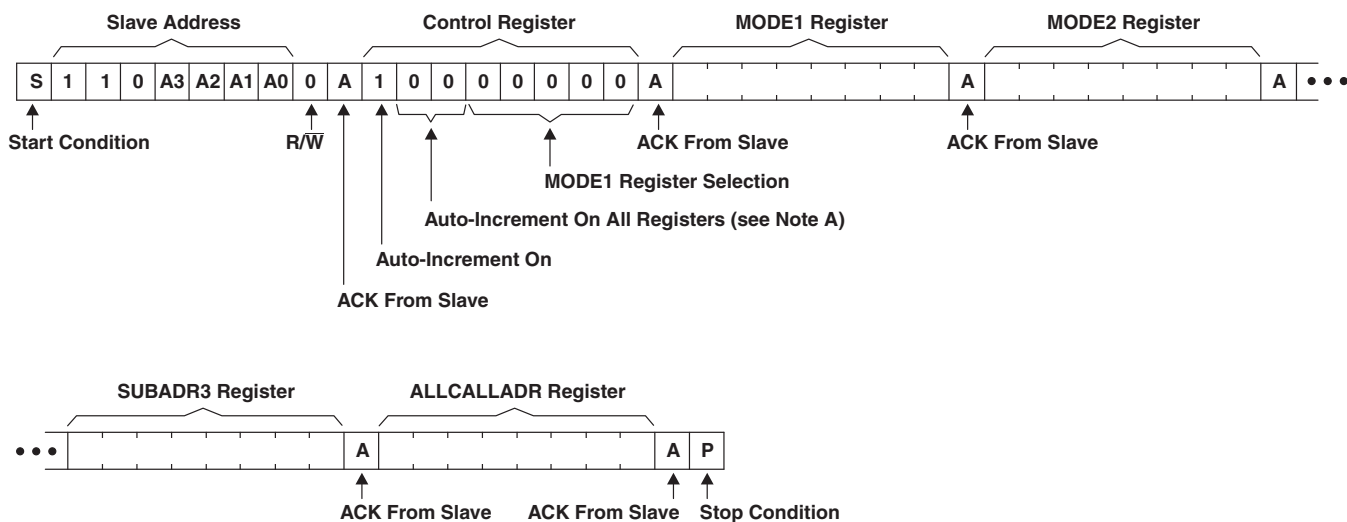 Slave Address Control Register MODE1 Register MODE2 Register
S 1 1 0 A3 A2 A1 A0 0 A 1 0 0 0 0 0 0 0 A A A •••
Start Condition R/W̅ ACK From Slave ACK From Slave
MODE1 Register Selection
Auto-Increment On All Registers (see Note A)
Auto-Increment On
ACK From Slave
SUBADR3 Register ALLCALLADR Register
••• A A P
ACK From Slave ACK From Slave Stop Condition